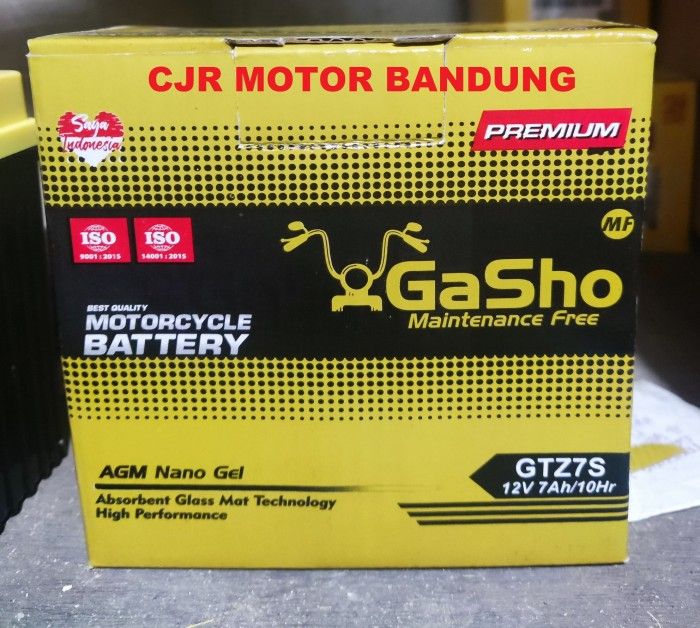 CJR MOTOR BANDUNG
Saya
Indonesia
PREMIUM
ISO
9001 : 2015
ISO
14001 : 2015
MF
GaSho
Maintenance Free
BEST QUALITY
MOTORCYCLE
BATTERY
AGM Nano Gel
Absorbent Glass Mat Technology
High Performance
GTZ7S
12V 7Ah/10Hr